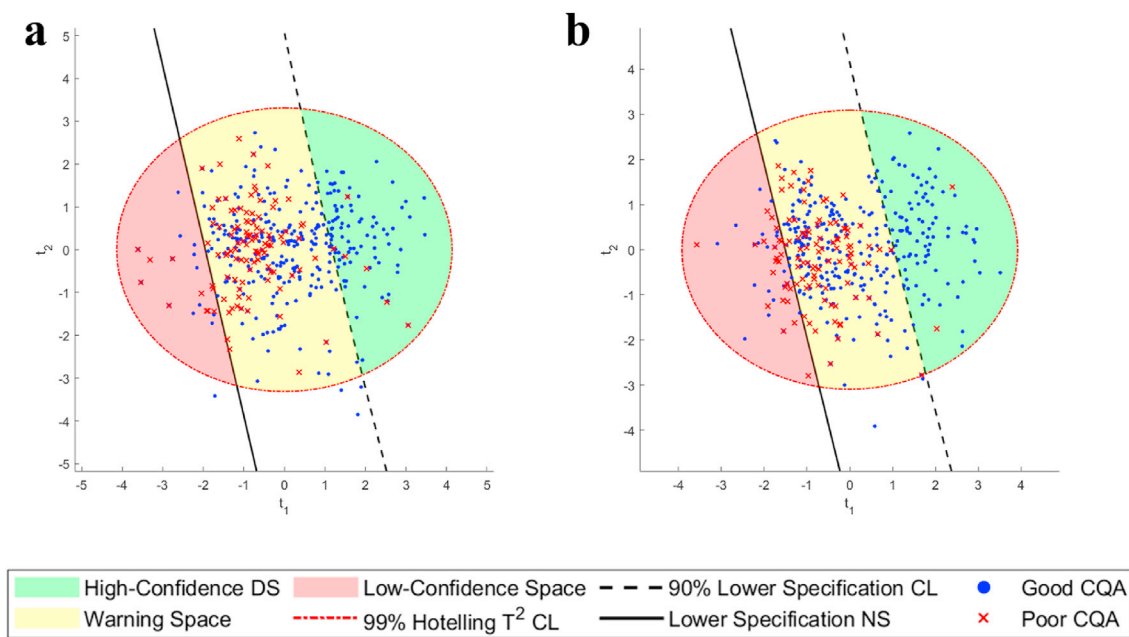 a
5
4
3
2
1
0
-1
-2
-3
-4
-5
t2
-5 -4 -3 -2 -1 0 1 2 3 4 5
t1
b
4
3
2
1
0
-1
-2
-3
-4
t2
-4 -3 -2 -1 0 1 2 3 4
t1
High-Confidence DS Low-Confidence Space 90% Lower Specification CL Good CQA
Warning Space 99% Hotelling T² CL Lower Specification NS Poor CQA